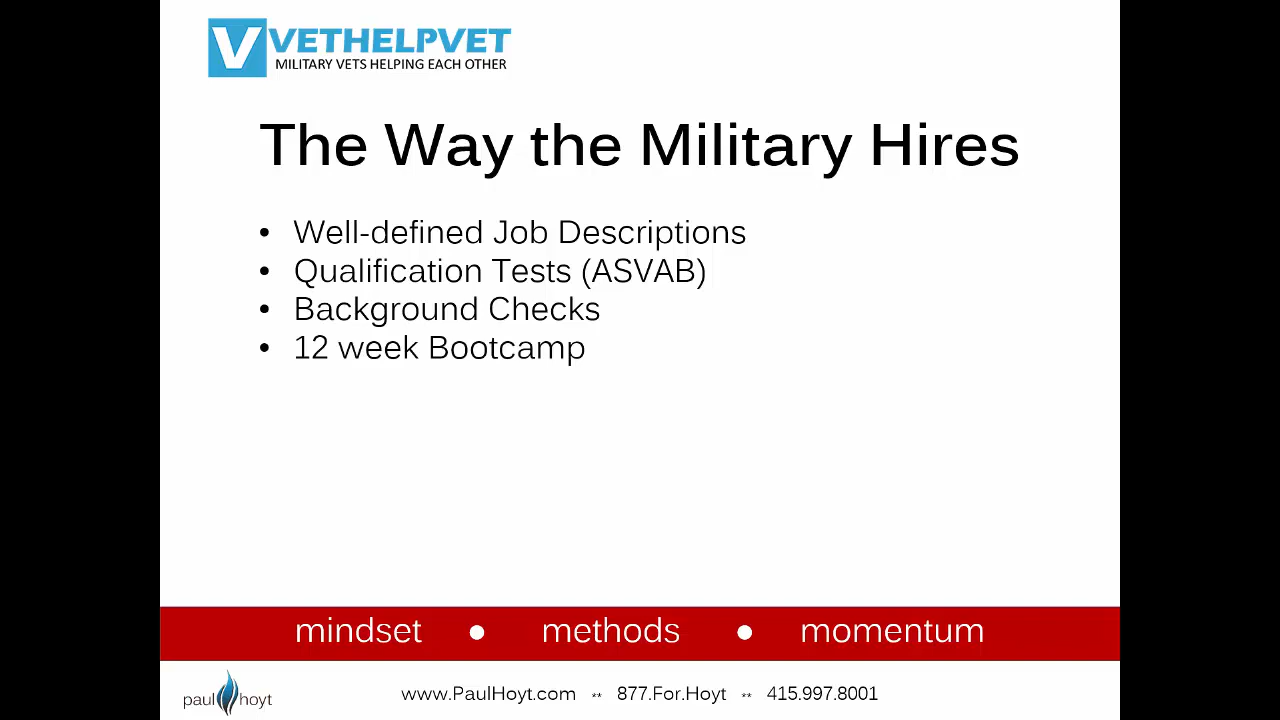 V VETHELPVET
MILITARY VETS HELPING EACH OTHER
The Way the Military Hires
• Well-defined Job Descriptions
• Qualification Tests (ASVAB)
• Background Checks
• 12 week Bootcamp
mindset ● methods ● momentum
paul hoyt
www.PaulHoyt.com ** 877.For.Hoyt ** 415.997.8001